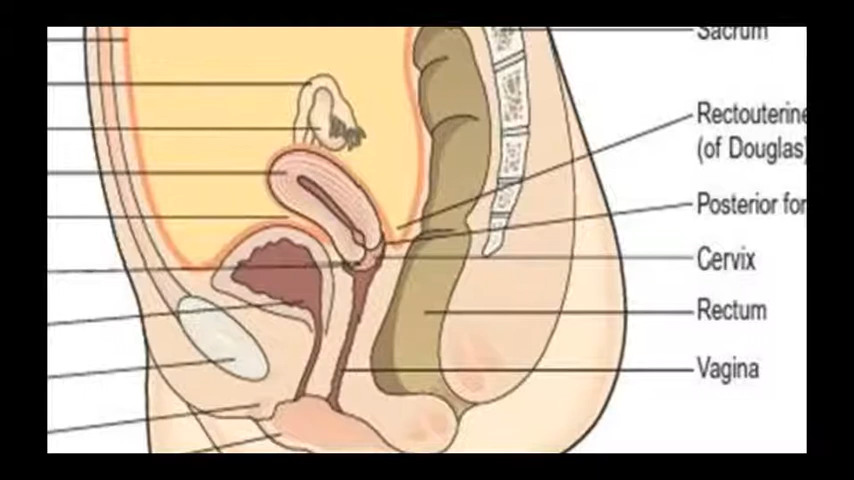 Sacrum
Rectouterine
(of Douglas)
Posterior for
Cervix
Rectum
Vagina